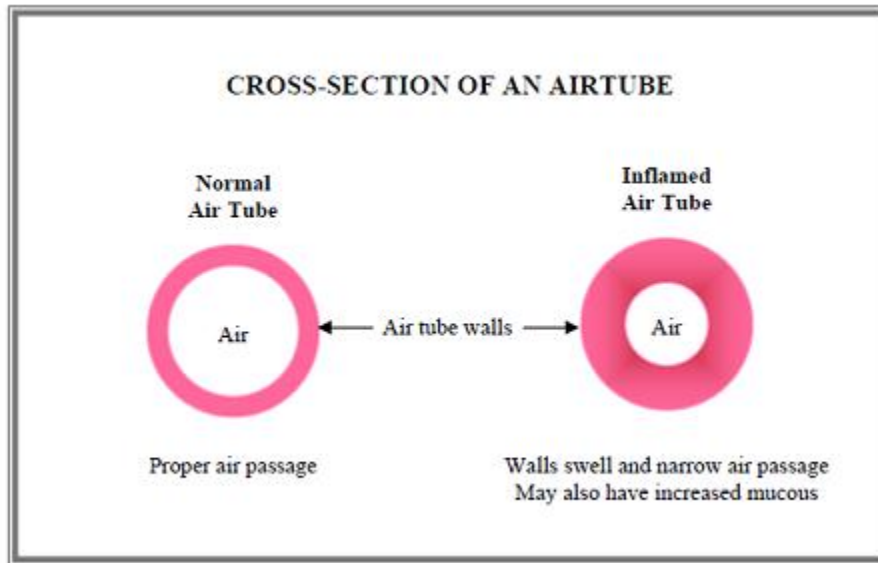 CROSS-SECTION OF AN AIRTUBE
Normal
Air Tube
Inflamed
Air Tube
Air
Air tube walls
Air
Proper air passage
Walls swell and narrow air passage
May also have increased mucous